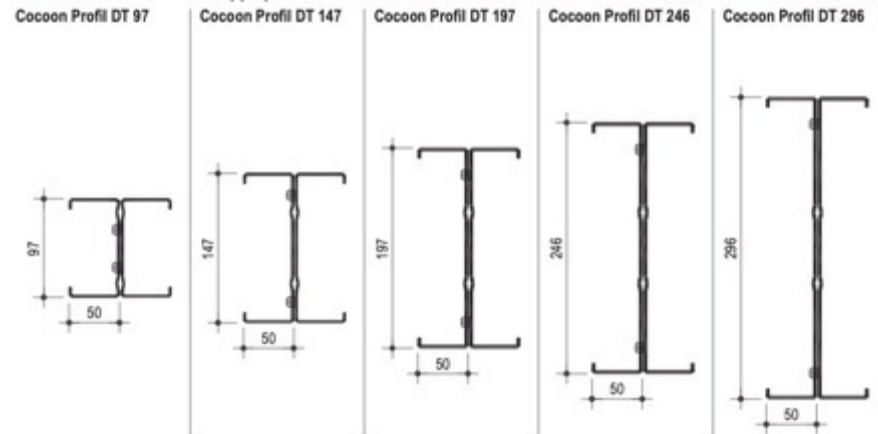 Cocoon Profil DT 97
97
50
Cocoon Profil DT 147
147
50
Cocoon Profil DT 197
197
50
Cocoon Profil DT 246
246
50
Cocoon Profil DT 296
296
50